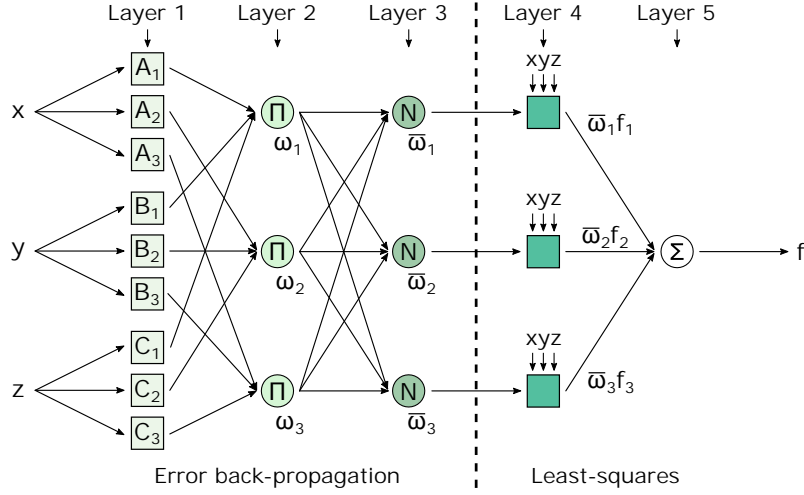 Layer 1 Layer 2 Layer 3 Layer 4 Layer 5
x
A₁
A₂
A₃
y
B₁
B₂
B₃
z
C₁
C₂
C₃
Π
ω₁
Π
ω₂
Π
ω₃
N
ω̅₁
N
ω̅₂
N
ω̅₃
xyz
xyz
xyz
ω̅₁f₁
ω̅₂f₂
ω̅₃f₃
Σ
f
Error back-propagation
Least-squares